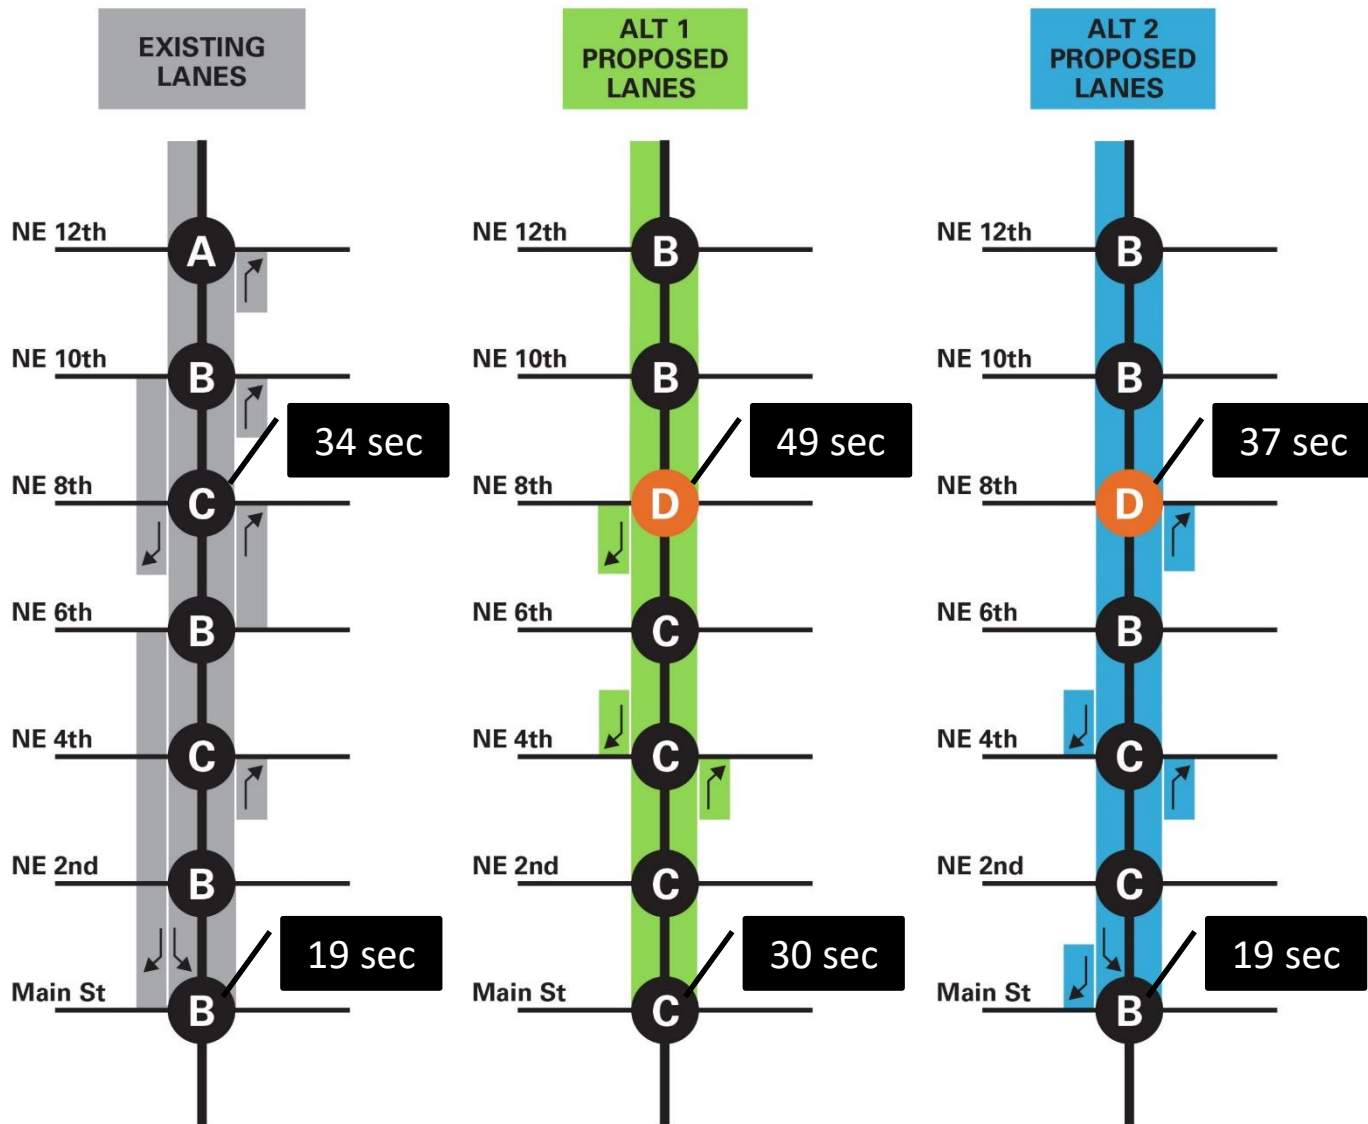 EXISTING
LANES
NE 12th
A
NE 10th
B
34 sec
NE 8th
C
NE 6th
B
NE 4th
C
NE 2nd
B
19 sec
Main St
B
ALT 1
PROPOSED
LANES
NE 12th
B
NE 10th
B
49 sec
NE 8th
D
NE 6th
C
NE 4th
C
NE 2nd
C
30 sec
Main St
C
ALT 2
PROPOSED
LANES
NE 12th
B
NE 10th
B
37 sec
NE 8th
D
NE 6th
B
NE 4th
C
NE 2nd
C
19 sec
Main St
B